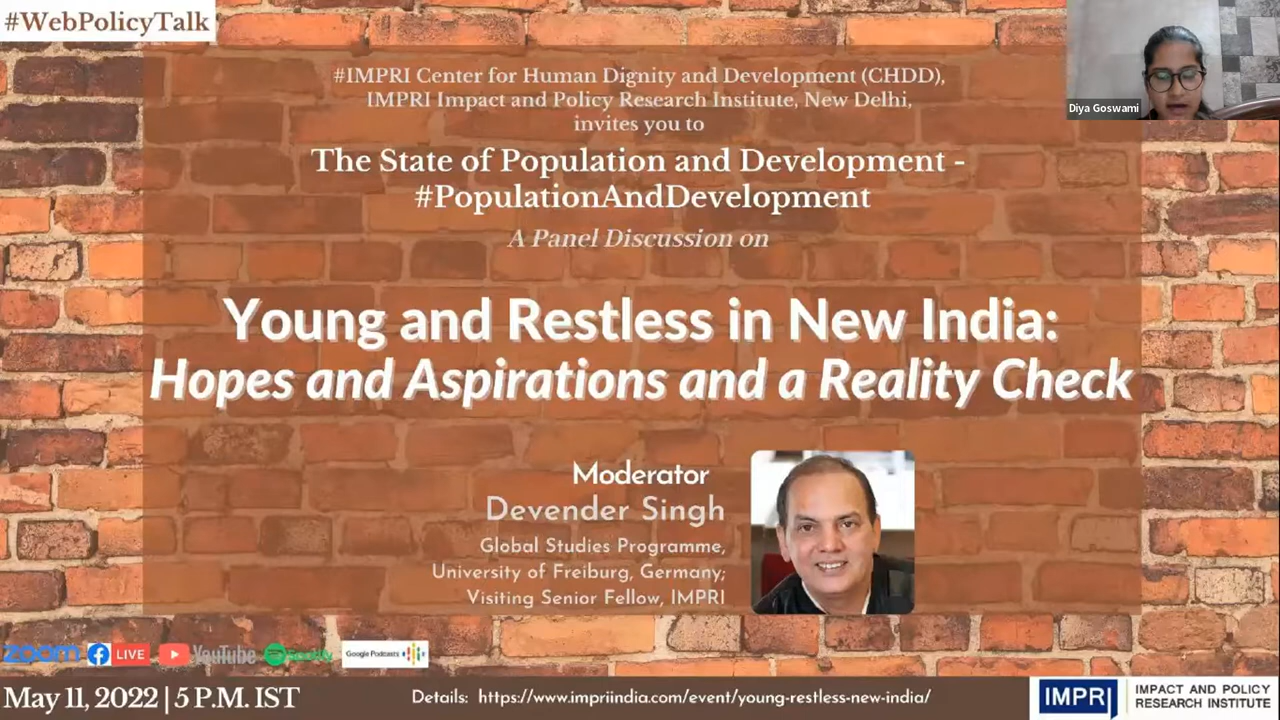 #WebPolicyTalk
Diya Goswami
#IMPRI Center for Human Dignity and Development (CHDD),
IMPRI Impact and Policy Research Institute, New Delhi,
invites you to
The State of Population and Development -
#PopulationAndDevelopment
A Panel Discussion on
Young and Restless in New India:
Hopes and Aspirations and a Reality Check
Moderator
Devender Singh
Global Studies Programme,
University of Freiburg, Germany;
Visiting Senior Fellow, IMPRI
zoom
LIVE
YouTube
Spotify
Google Podcasts
May 11, 2022 | 5 P.M. IST
Details: https://www.impriindia.com/event/young-restless-new-india/
IMPRI
IMPACT AND POLICY
RESEARCH INSTITUTE